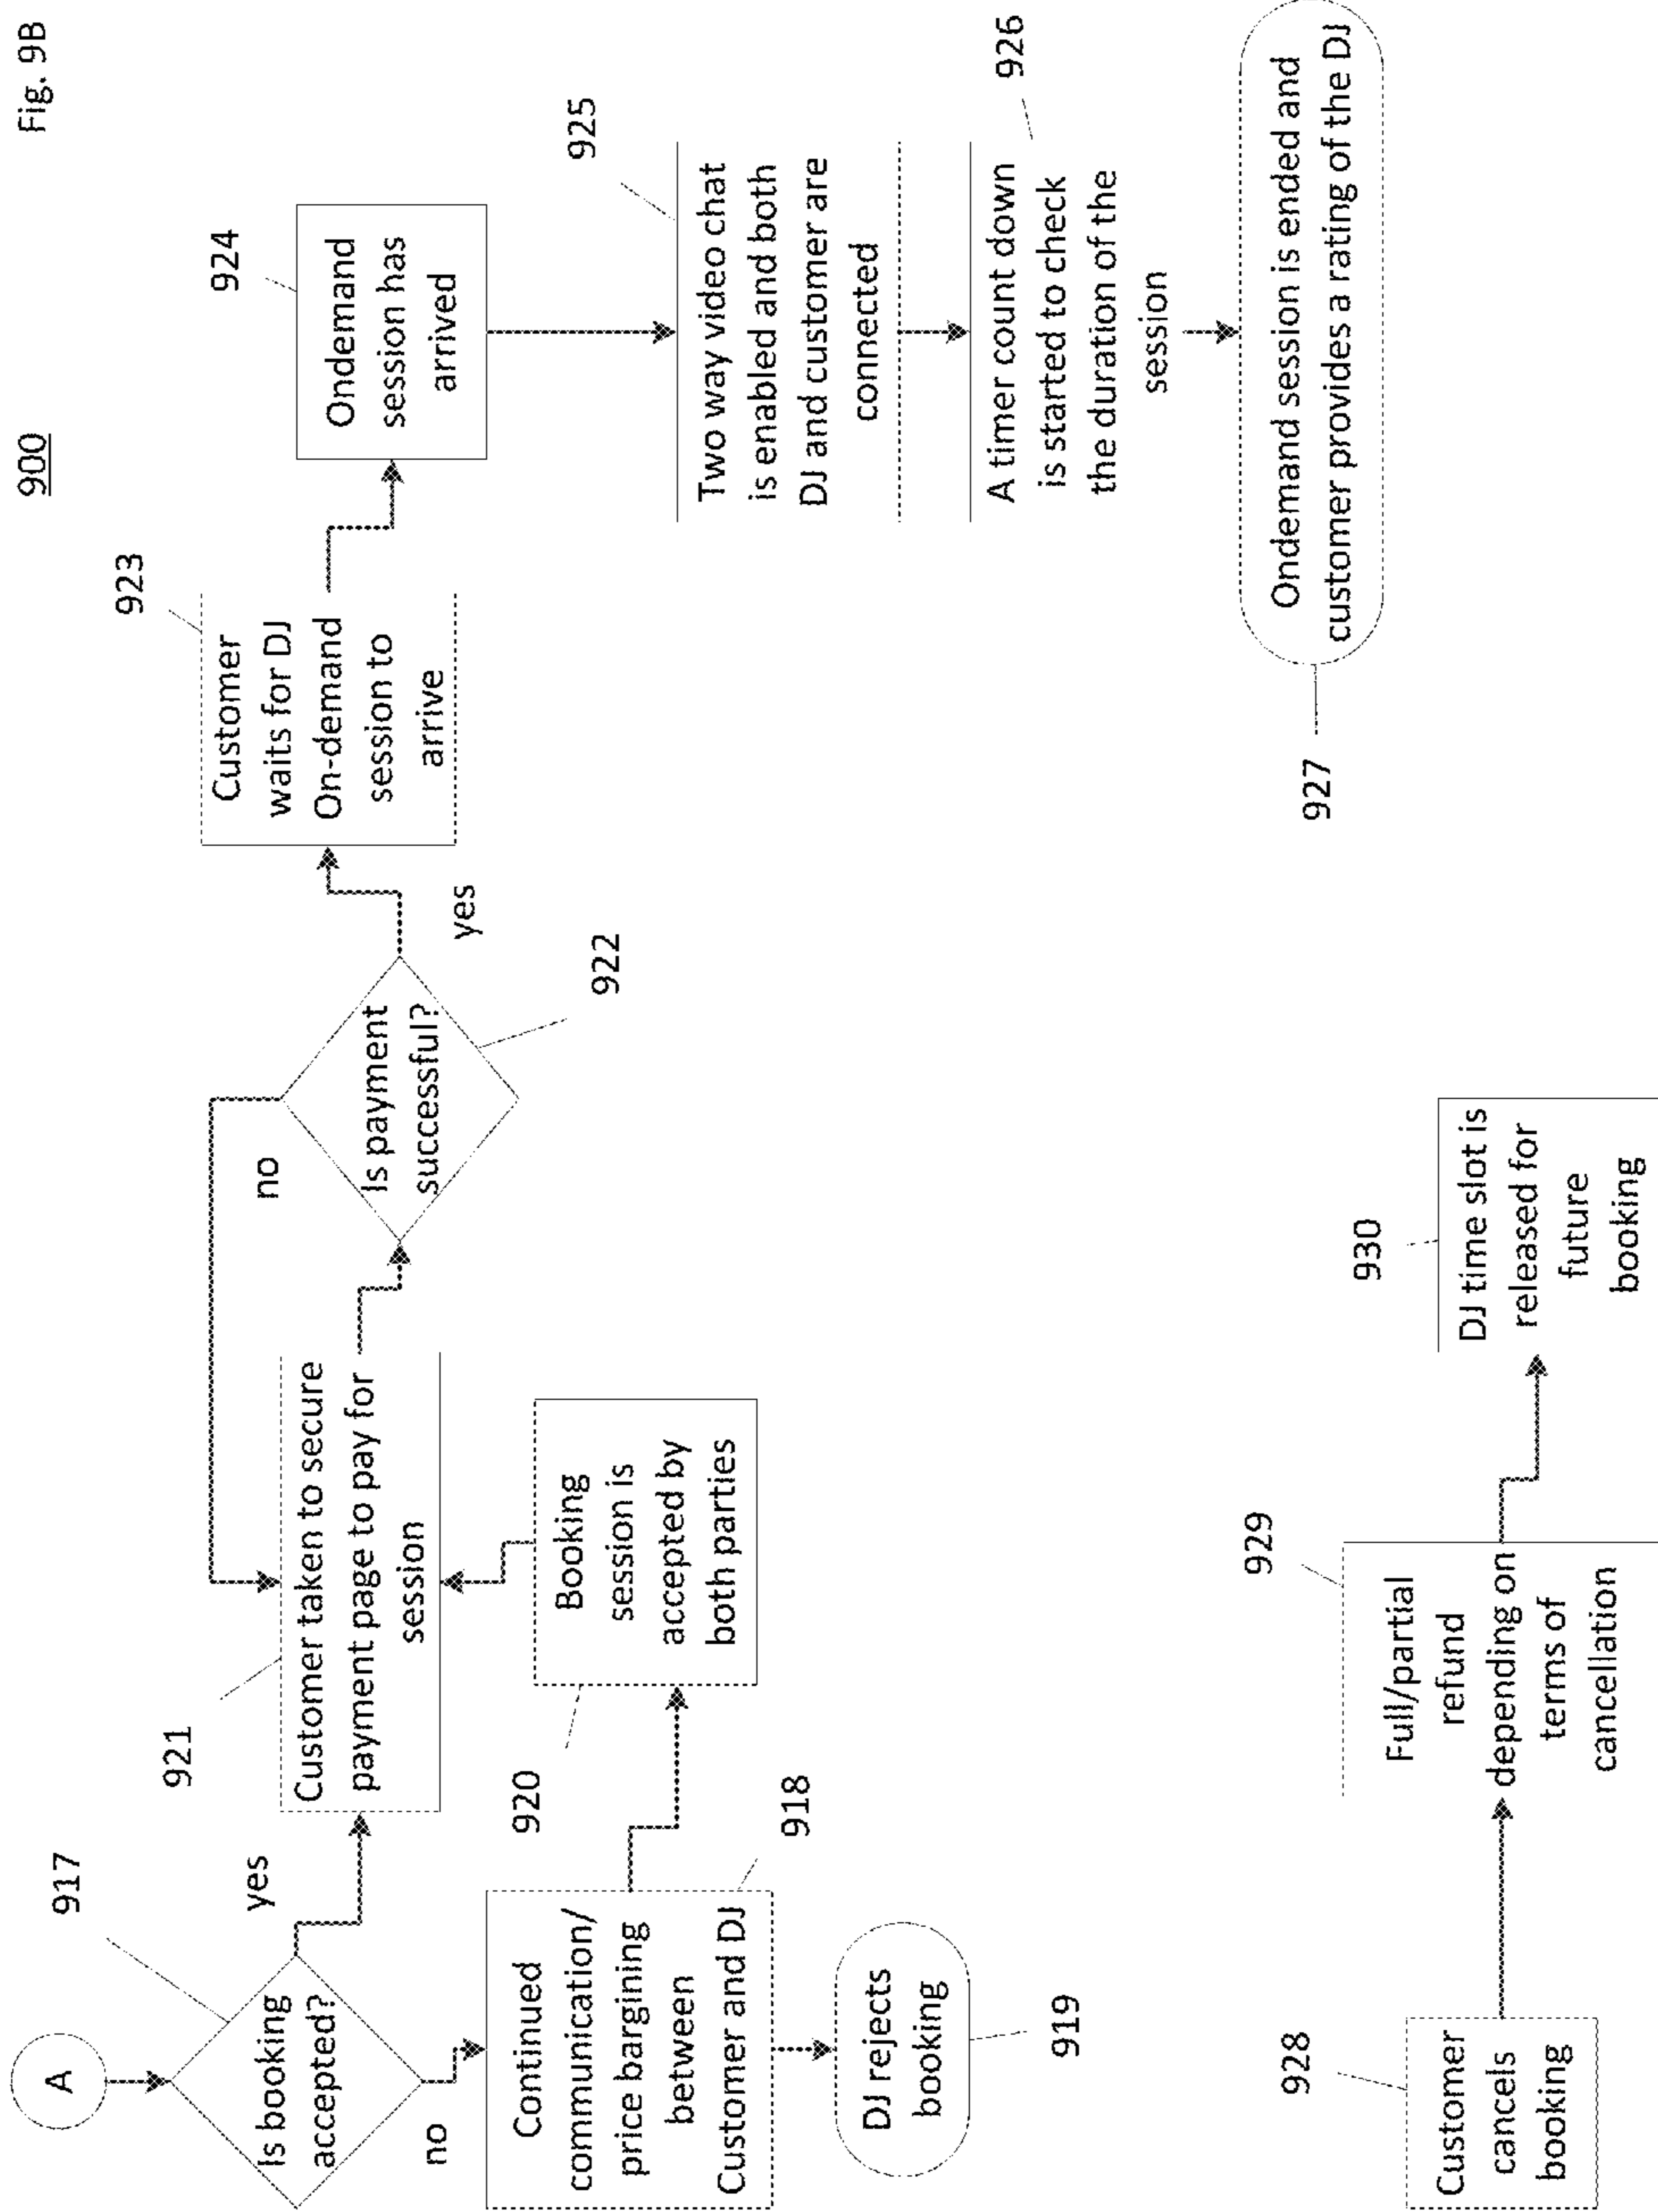 900
Fig. 9B
A
917
Is booking
accepted?
yes
no
921
Customer taken to secure
payment page to pay for
session
no
Is payment
successful?
922
yes
923
Customer
waits for DJ
On-demand
session to
arrive
924
Ondemand
session has
arrived
Continued
communication/
price bargining
between
Customer and DJ
918
920
Booking
session is
accepted by
both parties
DJ rejects
booking
919
925
Two way video chat
is enabled and both
DJ and customer are
connected
926
A timer count down
is started to check
the duration of the
session
Ondemand session is ended and
customer provides a rating of the DJ
927
928
Customer
cancels
booking
929
Full/partial
refund
depending on
terms of
cancellation
930
DJ time slot is
released for
future
booking